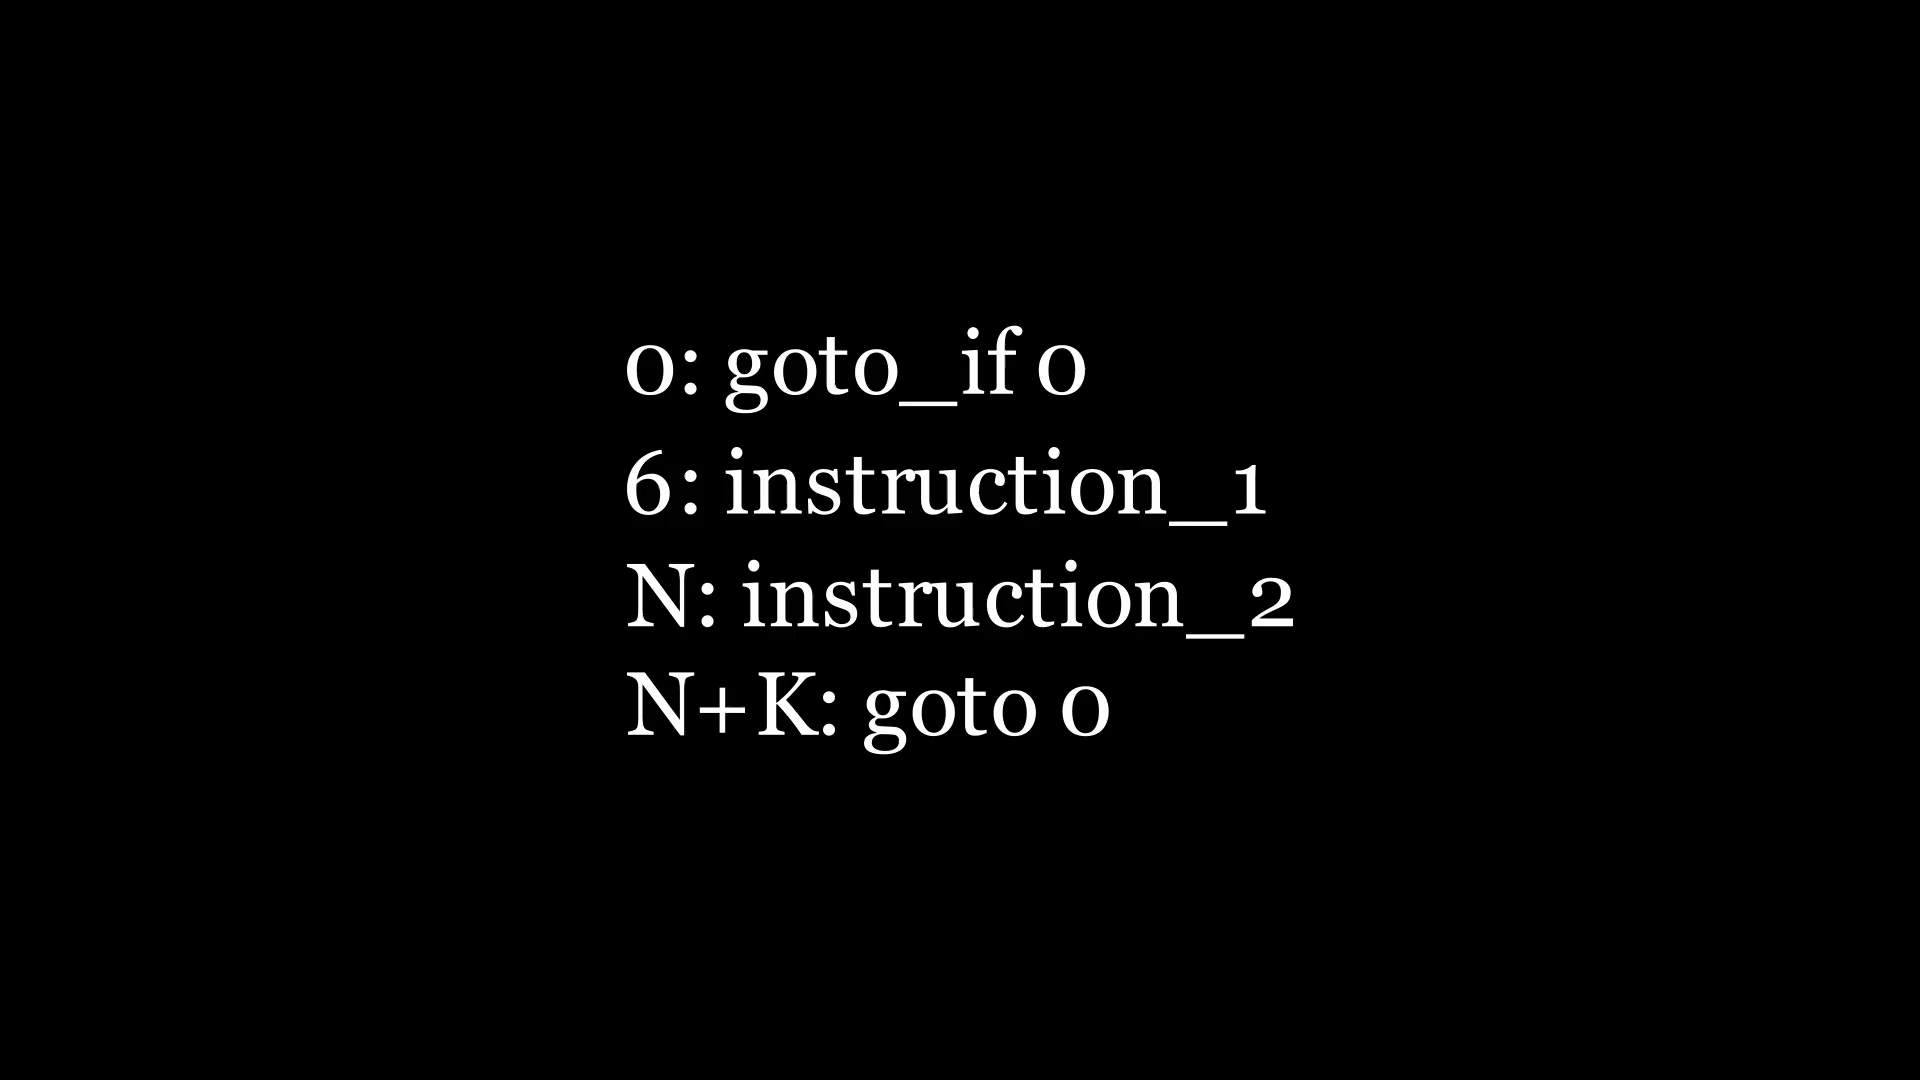 0: goto_if 0
6: instruction_1
N: instruction_2
N+K: goto 0